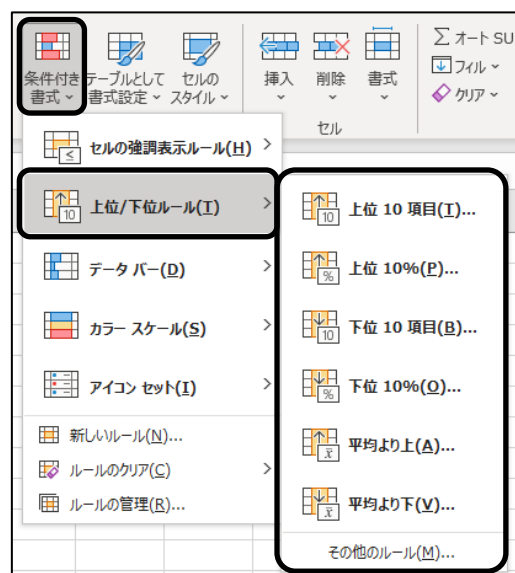 条件付き
書式
テーブルとして
書式設定
セルの
スタイル
挿入
削除
書式
セル
オート SU
フィル
クリア
セルの強調表示ルール(H)
上位/下位ルール(T)
データ バー(D)
カラー スケール(S)
アイコン セット(I)
新しいルール(N)...
ルールのクリア(C)
ルールの管理(R)...
上位 10 項目(T)...
上位 10%(P)...
下位 10 項目(B)...
下位 10%(O)...
平均より上(A)...
平均より下(V)...
その他のルール(M)...